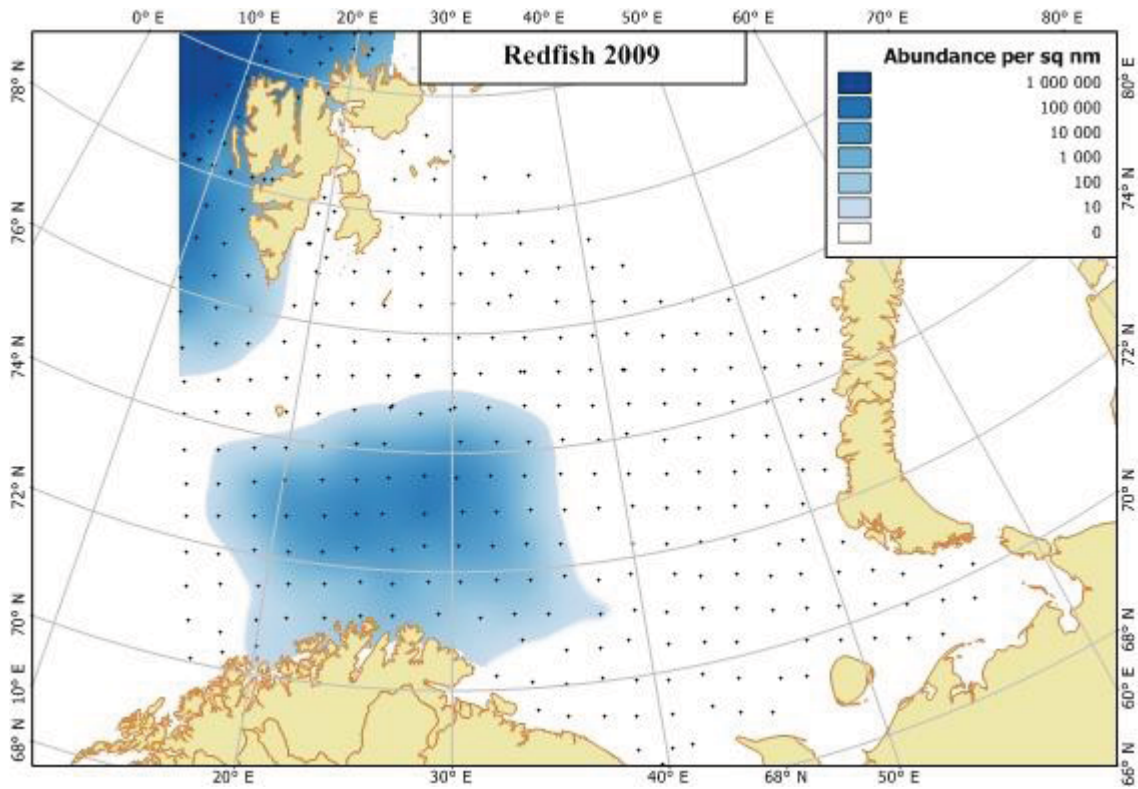 0° E 10° E 20° E 30° E 40° E 50° E 60° E 70° E 80° E
Redfish 2009
Abundance per sq nm
1 000 000
100 000
10 000
1 000
100
10
0
78° N
76° N
74° N
72° N
70° N
10° E
68° N
80° E
74° N
72° N
70° N
68° N
60° E
66° N
20° E 30° E 40° E 68° N 50° E